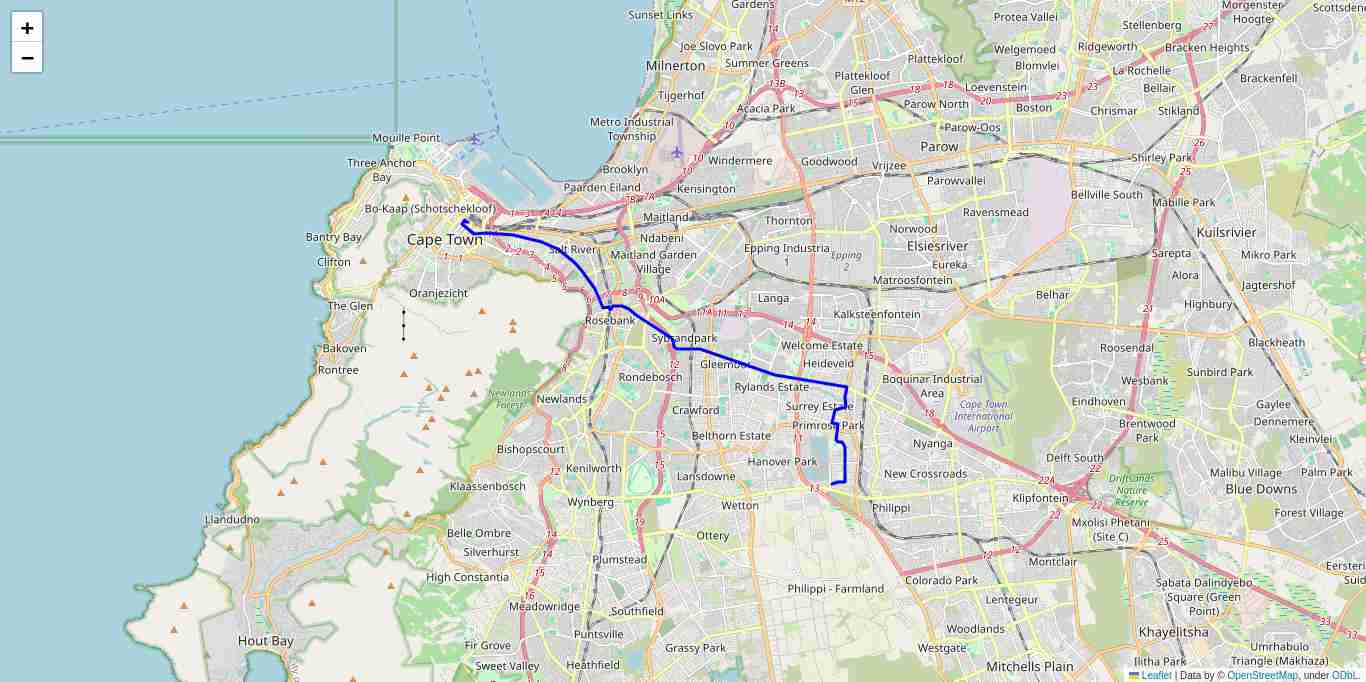 +
−
Sunset Links
Gardens
M12
Morgenster
Hoogte
Scottsdene
Protea Vallei
Stellenberg
Joe Slovo Park
Summer Greens
Welgemoed
Blomvlei
Ridgeworth
Bracken Heights
Milnerton
Plattekloof
Glen
Plattekloof
La Rochelle
Brackenfell
Tijgerhof
Acacia Park
Loevenstein
Bellair
Parow North
Boston
Chrismar
Stikland
Metro Industrial
Township
Parow-Oos
Mouille Point
Parow
Three Anchor
Bay
Windermere
Goodwood
Vrijzee
Shirley Park
Brooklyn
Paarden Eiland
Kensington
Parowvallei
Bellville South
Mabille Park
Bo-Kaap (Schotschekloof)
Maitland
Thornton
Ravensmead
Norwood
Kuilsrivier
Bantry Bay
Cape Town
Salt River
Ndabeni
Maitland Garden
Village
Epping Industria
1
Epping
2
Elsiesriver
Eureka
Sarepta
Mikro Park
Clifton
Matroosfontein
Alora
Oranjezicht
Langa
Belhar
Jagtershof
The Glen
Highbury
Rosebank
Kalksteenfontein
Bakoven
Sybrandpark
Welcome Estate
Roosendal
Blackheath
Rontree
Gleemoor
Heideveld
Rondebosch
Rylands Estate
Boquinar Industrial
Area
Wesbank
Sunbird Park
Newlands
Newlands
Forest
Crawford
Surrey Estate
Cape Town
International
Airport
Eindhoven
Gaylee
Dennemere
Belthorn Estate
Primrose Park
Brentwood
Park
Kleinvlei
Bishopscourt
Nyanga
Kenilworth
Hanover Park
New Crossroads
Delft South
Malibu Village
Palm Park
Klaassenbosch
Lansdowne
Driftsands
Nature
Reserve
Blue Downs
Wynberg
Wetton
Philippi
Klipfontein
Forest Village
Llandudno
Belle Ombre
Ottery
Mxolisi Phetani
(Site C)
Silverhurst
Plumstead
Montclair
High Constantia
Philippi - Farmland
Colorado Park
Sabata Dalindyebo
Square (Green
Point)
Meadowridge
Southfield
Lentegeur
Hout Bay
Puntsville
Woodlands
Khayelitsha
Fir Grove
Grassy Park
Westgate
Umrhabulo
Triangle (Makhaza)
Sweet Valley
Heathfield
Mitchells Plain
Ilitha Park
Leaflet | Data by © OpenStreetMap, under ODbL.